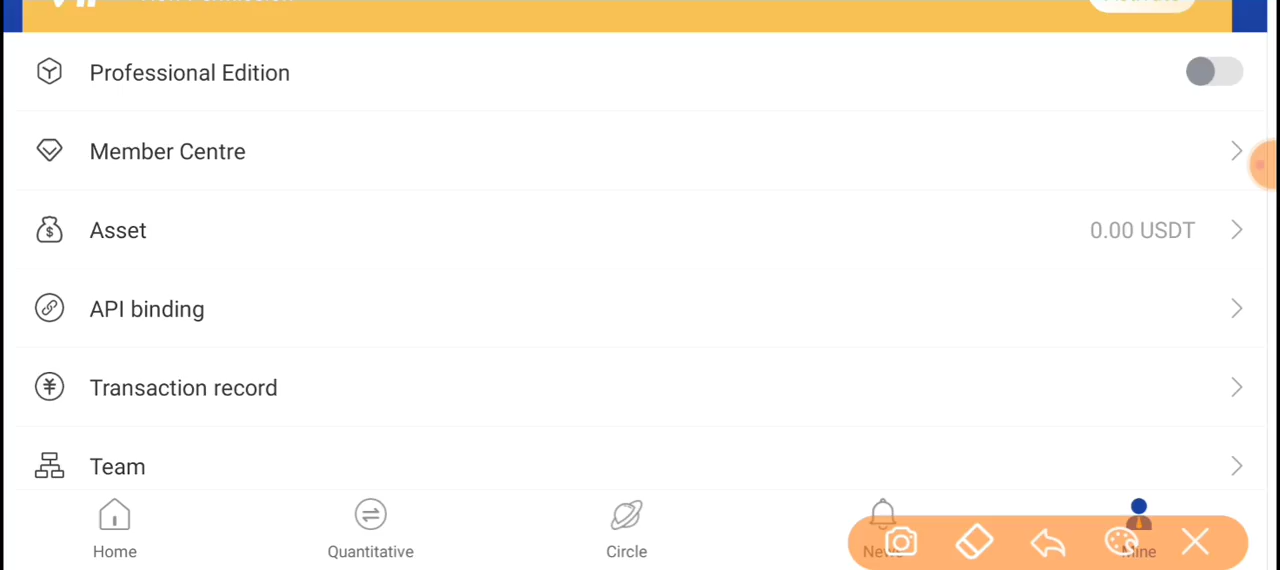 Professional Edition
Member Centre
Asset
0.00 USDT
API binding
Transaction record
Team
Home
Quantitative
Circle
News
Mine